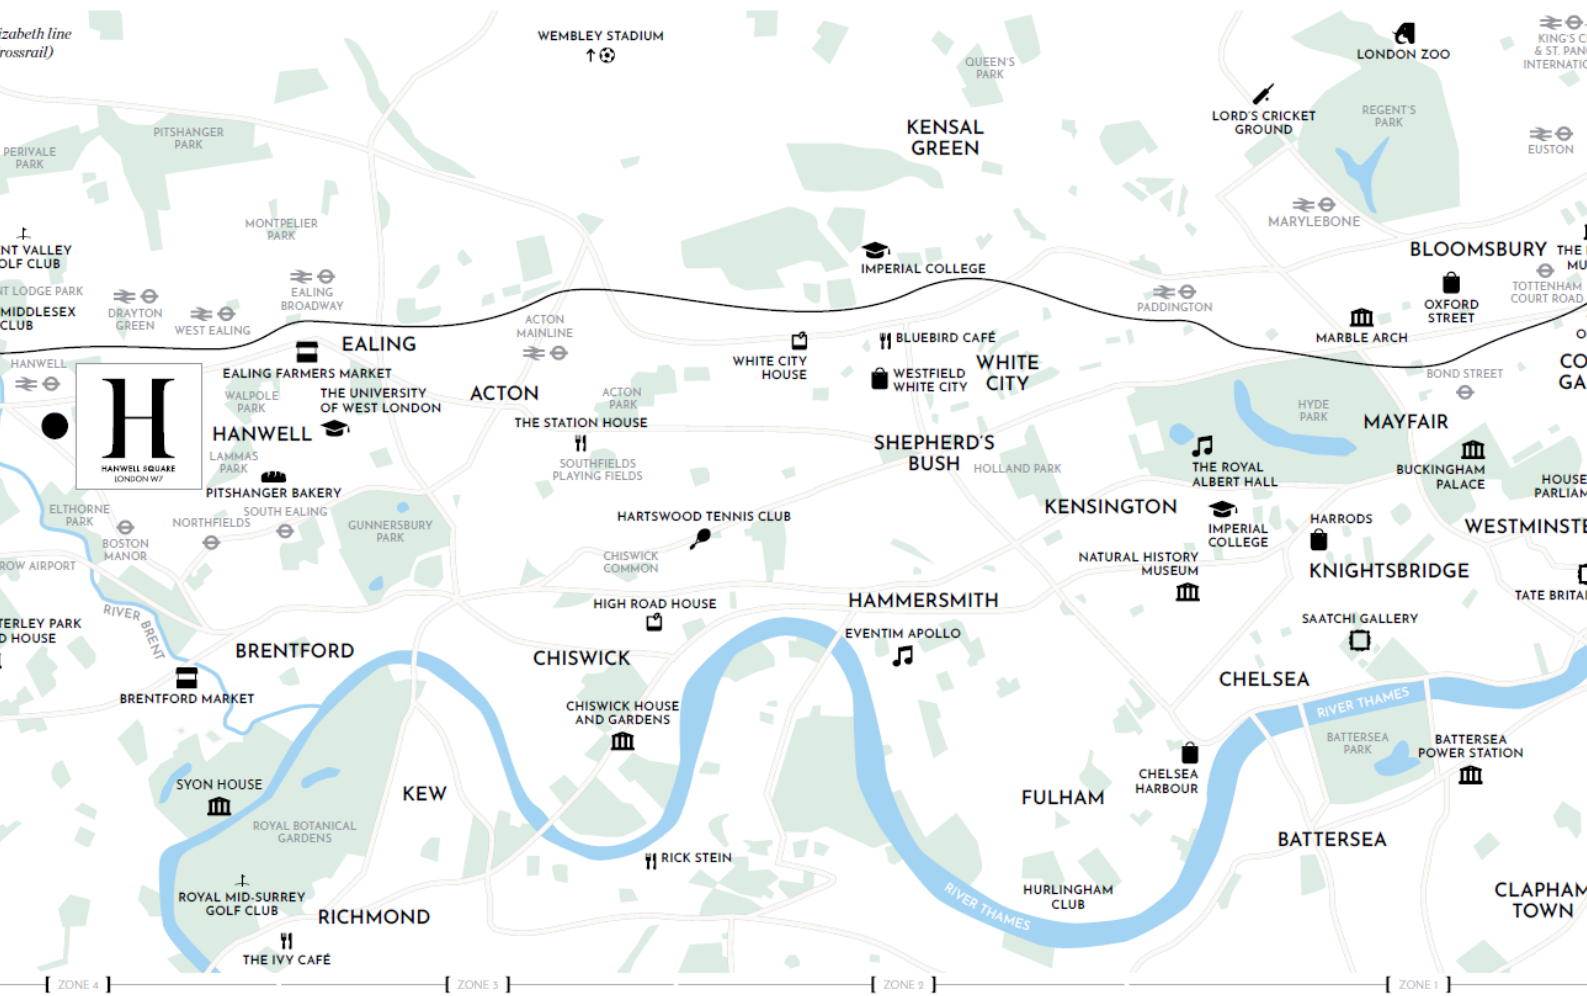 izabeth line
rossrail)
WEMBLEY STADIUM
LONDON ZOO
KING'S C
& ST. PAN
INTERNATIO
QUEEN'S
PARK
LORD'S CRICKET
GROUND
REGENT'S
PARK
EUSTON
PERIVALE
PARK
PITSHANGER
PARK
KENSAL
GREEN
MONTPELIER
PARK
MARYLEBONE
NT VALLEY
OLF CLUB
BLOOMSBURY
THE
MU
IMPERIAL COLLEGE
NT LODGE PARK
MIDDLESEX
CLUB
DRAYTON
GREEN
WEST EALING
EALING
BROADWAY
ACTON
MAINLINE
PADDINGTON
OXFORD
STREET
TOTTENHAM
COURT ROAD
MARBLE ARCH
HANWELL
EALING
EALING FARMERS MARKET
WHITE CITY
HOUSE
BLUEBIRD CAFÉ
WESTFIELD
WHITE CITY
WHITE
CITY
CO
GA
BOND STREET
H
HANWELL SQUARE
LONDON W7
WALPOLE
PARK
THE UNIVERSITY
OF WEST LONDON
ACTON
ACTON
PARK
HYDE
PARK
MAYFAIR
HANWELL
THE STATION HOUSE
SHEPHERD'S
BUSH
HOLLAND PARK
LAMMAS
PARK
SOUTHFIELDS
PLAYING FIELDS
THE ROYAL
ALBERT HALL
BUCKINGHAM
PALACE
HOUSE
PARLIAM
PITSHANGER BAKERY
ELTHORNE
PARK
BOSTON
MANOR
NORTHFIELDS
SOUTH EALING
GUNNERSBURY
PARK
HARTSWOOD TENNIS CLUB
KENSINGTON
IMPERIAL
COLLEGE
HARRODS
WESTMINSTE
ROW AIRPORT
CHISWICK
COMMON
NATURAL HISTORY
MUSEUM
KNIGHTSBRIDGE
TATE BRITAI
RIVER BRENT
HIGH ROAD HOUSE
HAMMERSMITH
SAATCHI GALLERY
TERLEY PARK
D HOUSE
BRENTFORD
CHISWICK
EVENTIM APOLLO
CHELSEA
BRENTFORD MARKET
CHISWICK HOUSE
AND GARDENS
RIVER THAMES
BATTERSEA
PARK
BATTERSEA
POWER STATION
SYON HOUSE
KEW
CHELSEA
HARBOUR
FULHAM
ROYAL BOTANICAL
GARDENS
BATTERSEA
RICK STEIN
ROYAL MID-SURREY
GOLF CLUB
RICHMOND
RIVER THAMES
HURLINGHAM
CLUB
CLAPHAM
TOWN
THE IVY CAFÉ
[ ZONE 4 ]
[ ZONE 3 ]
[ ZONE 2 ]
[ ZONE 1 ]